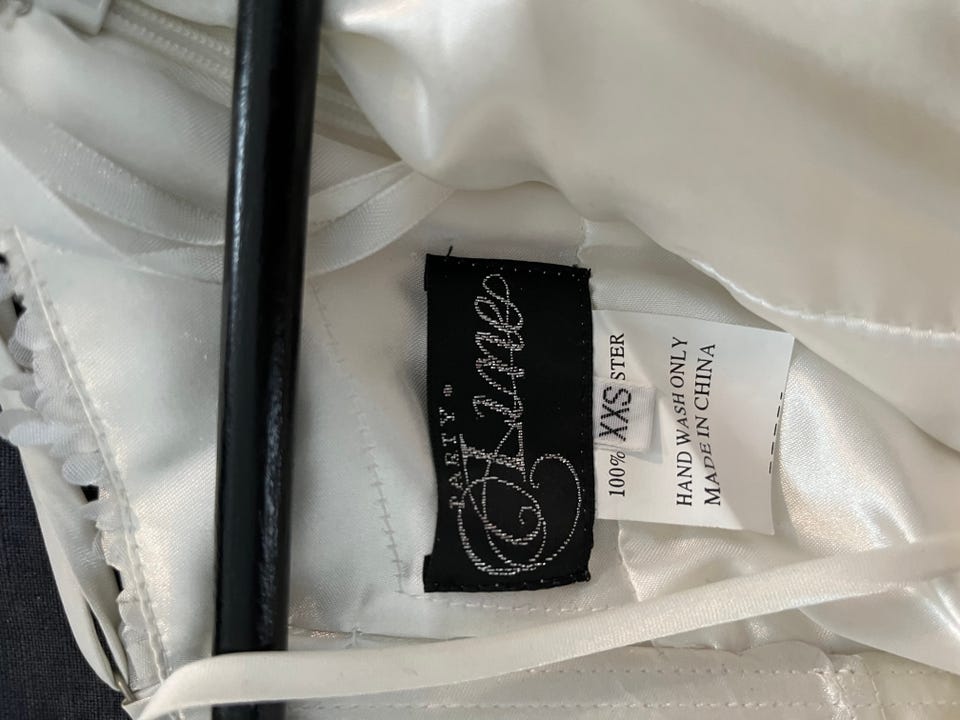 PARTY
100% STER
XXS
HAND WASH ONLY
MADE IN CHINA